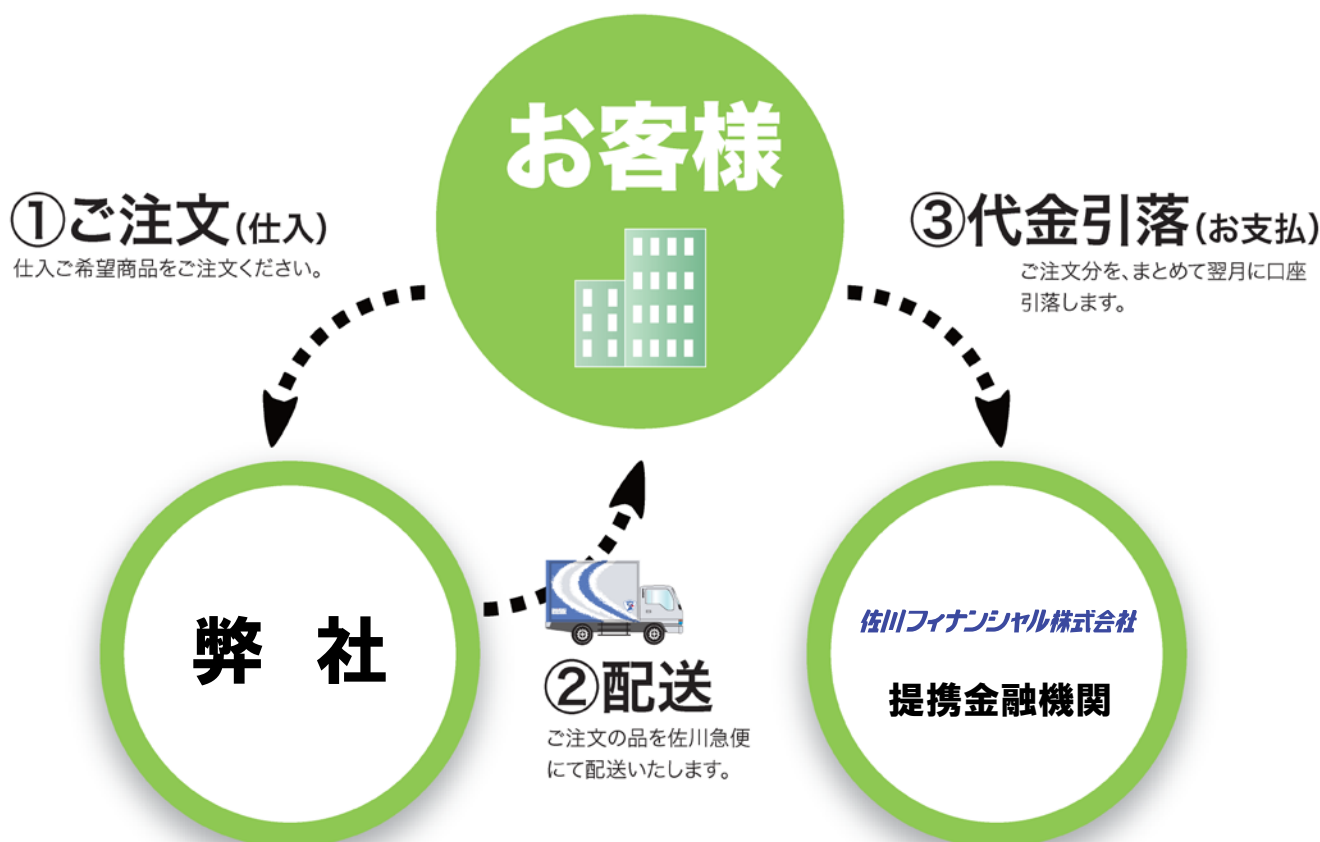 お客様
①ご注文(仕入)
仕入ご希望商品をご注文ください。
③代金引落(お支払)
ご注文分を、まとめて翌月に口座
引落します。
弊 社
②配送
ご注文の品を佐川急便
にて配送いたします。
佐川フィナンシャル株式会社
提携金融機関